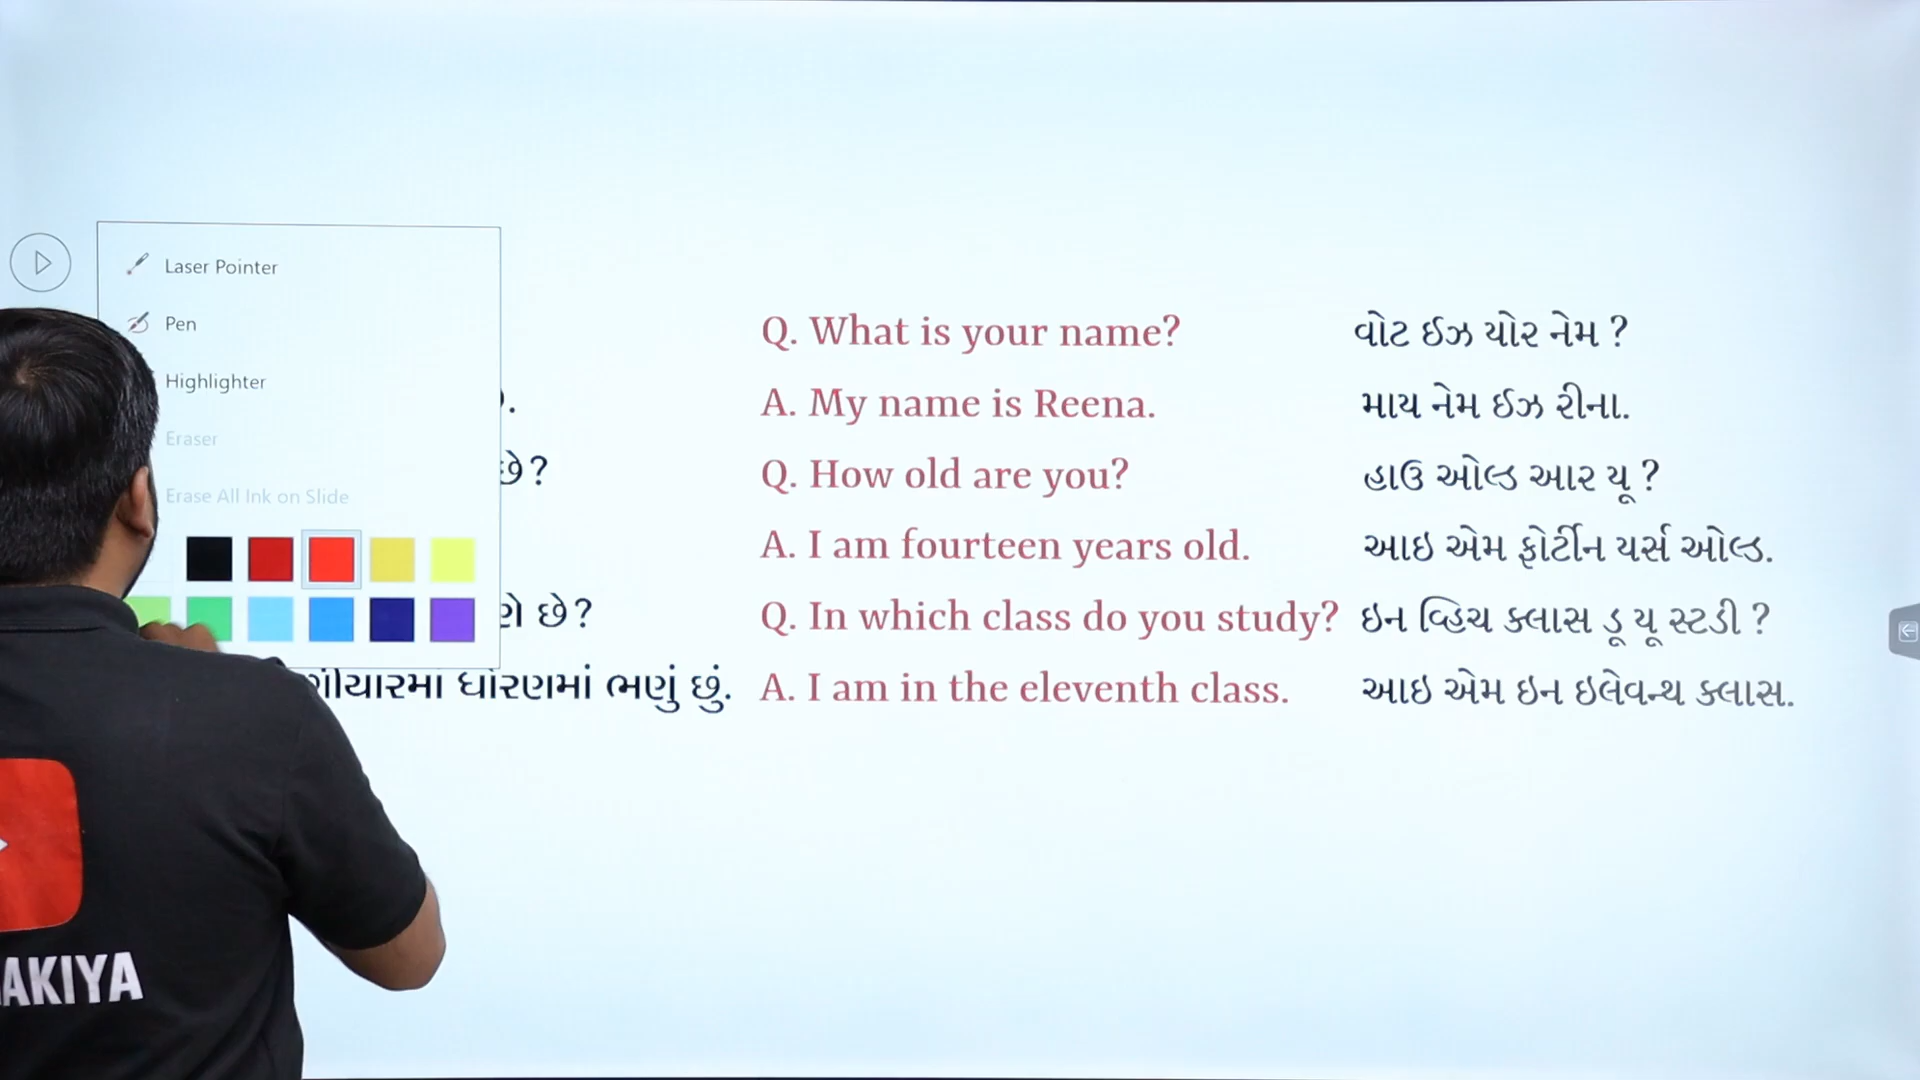 Laser Pointer
Pen
Highlighter
Eraser
Erase All Ink on Slide
Q. What is your name? વોટ ઈઝ યોર નેમ ?
A. My name is Reena. માય નેમ ઈઝ રીના.
છે? Q. How old are you? હાઉ ઓલ્ડ આર યૂ ?
A. I am fourteen years old. આઇ એમ ફોર્ટીન યર્સ ઓલ્ડ.
છે? Q. In which class do you study? ઇન વ્હિચ ક્લાસ ડૂ યૂ સ્ટડી ?
ધોરણમાં ભણું છું. A. I am in the eleventh class. આઇ એમ ઇન ઇલેવન્થ ક્લાસ.
AKIYA